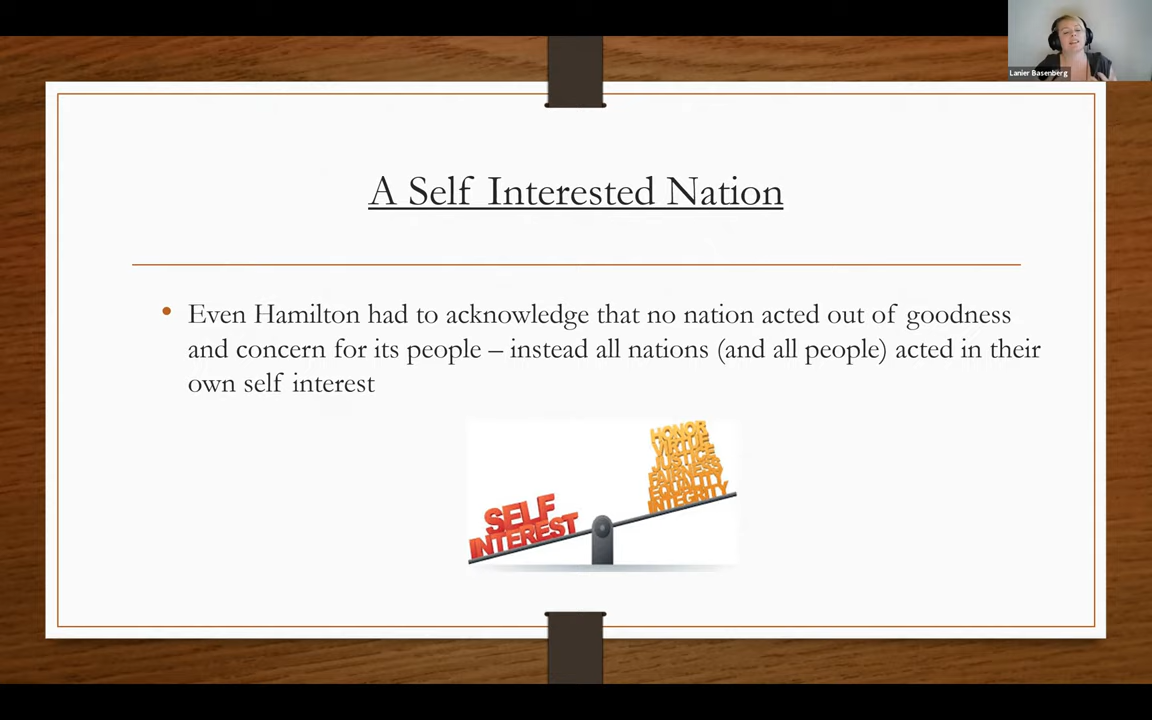 Lanier Basenberg
A Self Interested Nation
• Even Hamilton had to acknowledge that no nation acted out of goodness
and concern for its people – instead all nations (and all people) acted in their
own self interest
HONOR
VIRTUE
JUSTICE
FAIRNESS
EQUALITY
INTEGRITY
SELF
INTEREST